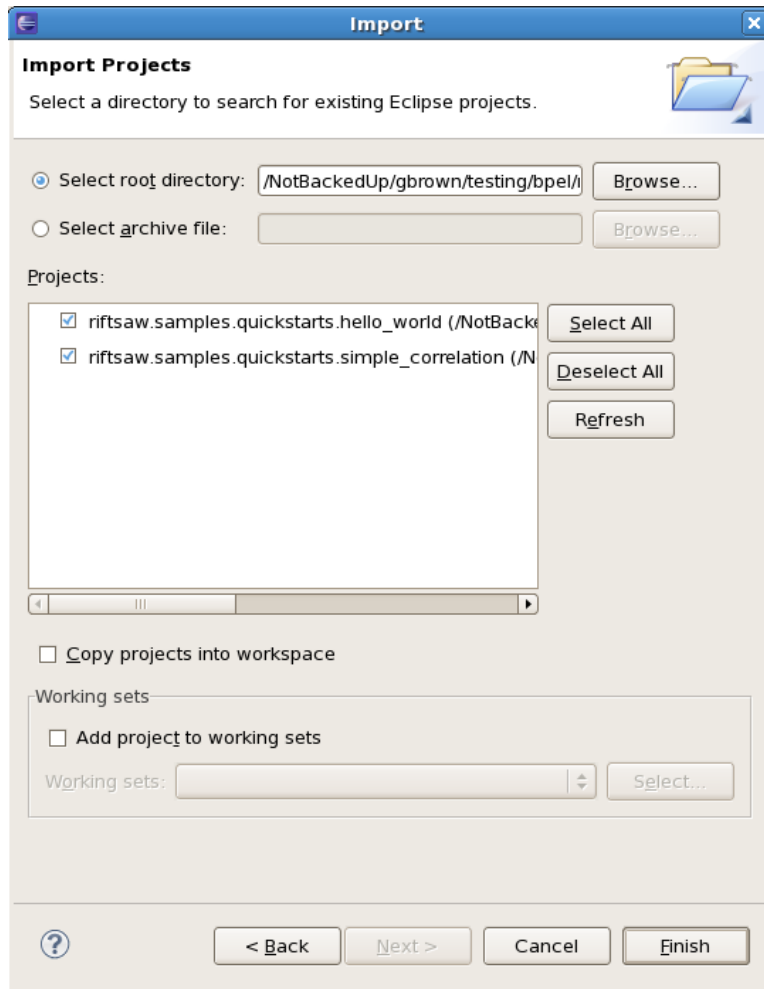 Import
Import Projects
Select a directory to search for existing Eclipse projects.
Select root directory: /NotBackedUp/gbrown/testing/bpel/ Browse...
Select archive file: Browse...
Projects:
riftsaw.samples.quickstarts.hello_world (/NotBacke
Select All
riftsaw.samples.quickstarts.simple_correlation (/N
Deselect All
Refresh
Copy projects into workspace
Working sets
Add project to working sets
Working sets: Select...
< Back Next > Cancel Finish